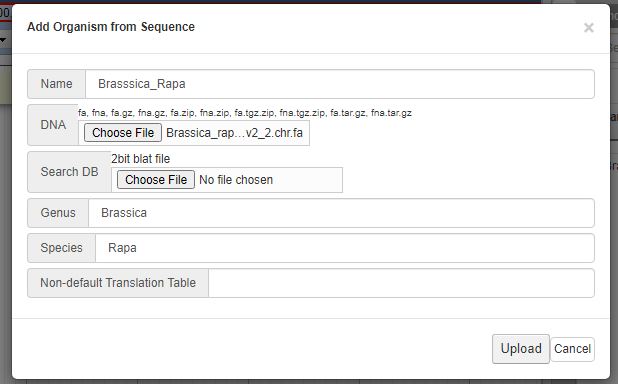 00.
Add Organism from Sequence ×
Name Brasssica_Rapa
fa, fna, fa.gz, fna.gz, fa.zip, fna.zip, fa.tgz.zip, fna.tgz.zip, fa.tar.gz, fna.tar.gz
DNA Choose File Brassica_rap…v2_2.chr.fa
2bit blat file
Search DB Choose File No file chosen
Genus Brassica
Species Rapa
Non-default Translation Table
Upload Cancel